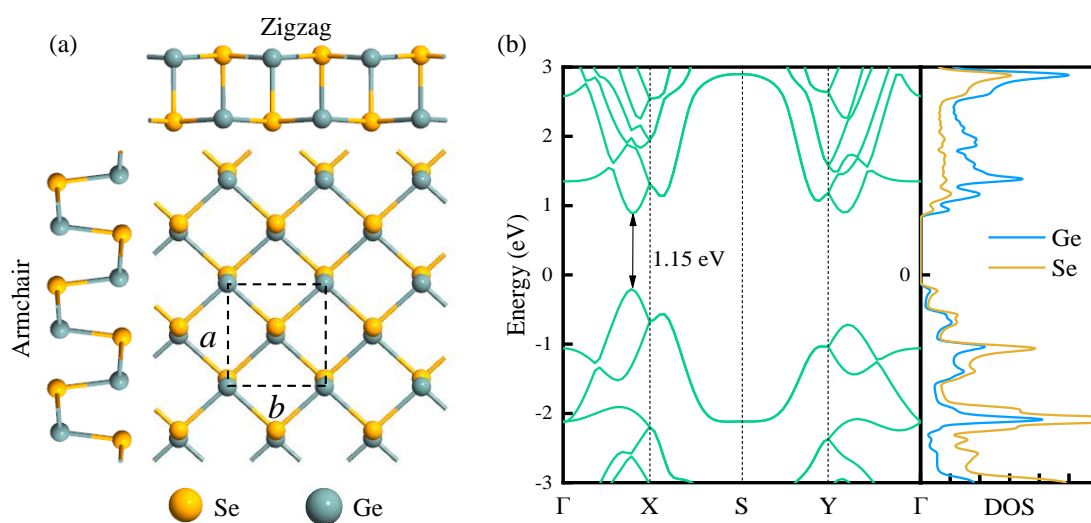 (a)
Zigzag
Armchair
a
b
Se
Ge
(b)
Energy (eV)
3
2
1
0
-1
-2
-3
1.15 eV
Γ
X
S
Y
Γ
0
Ge
Se
DOS